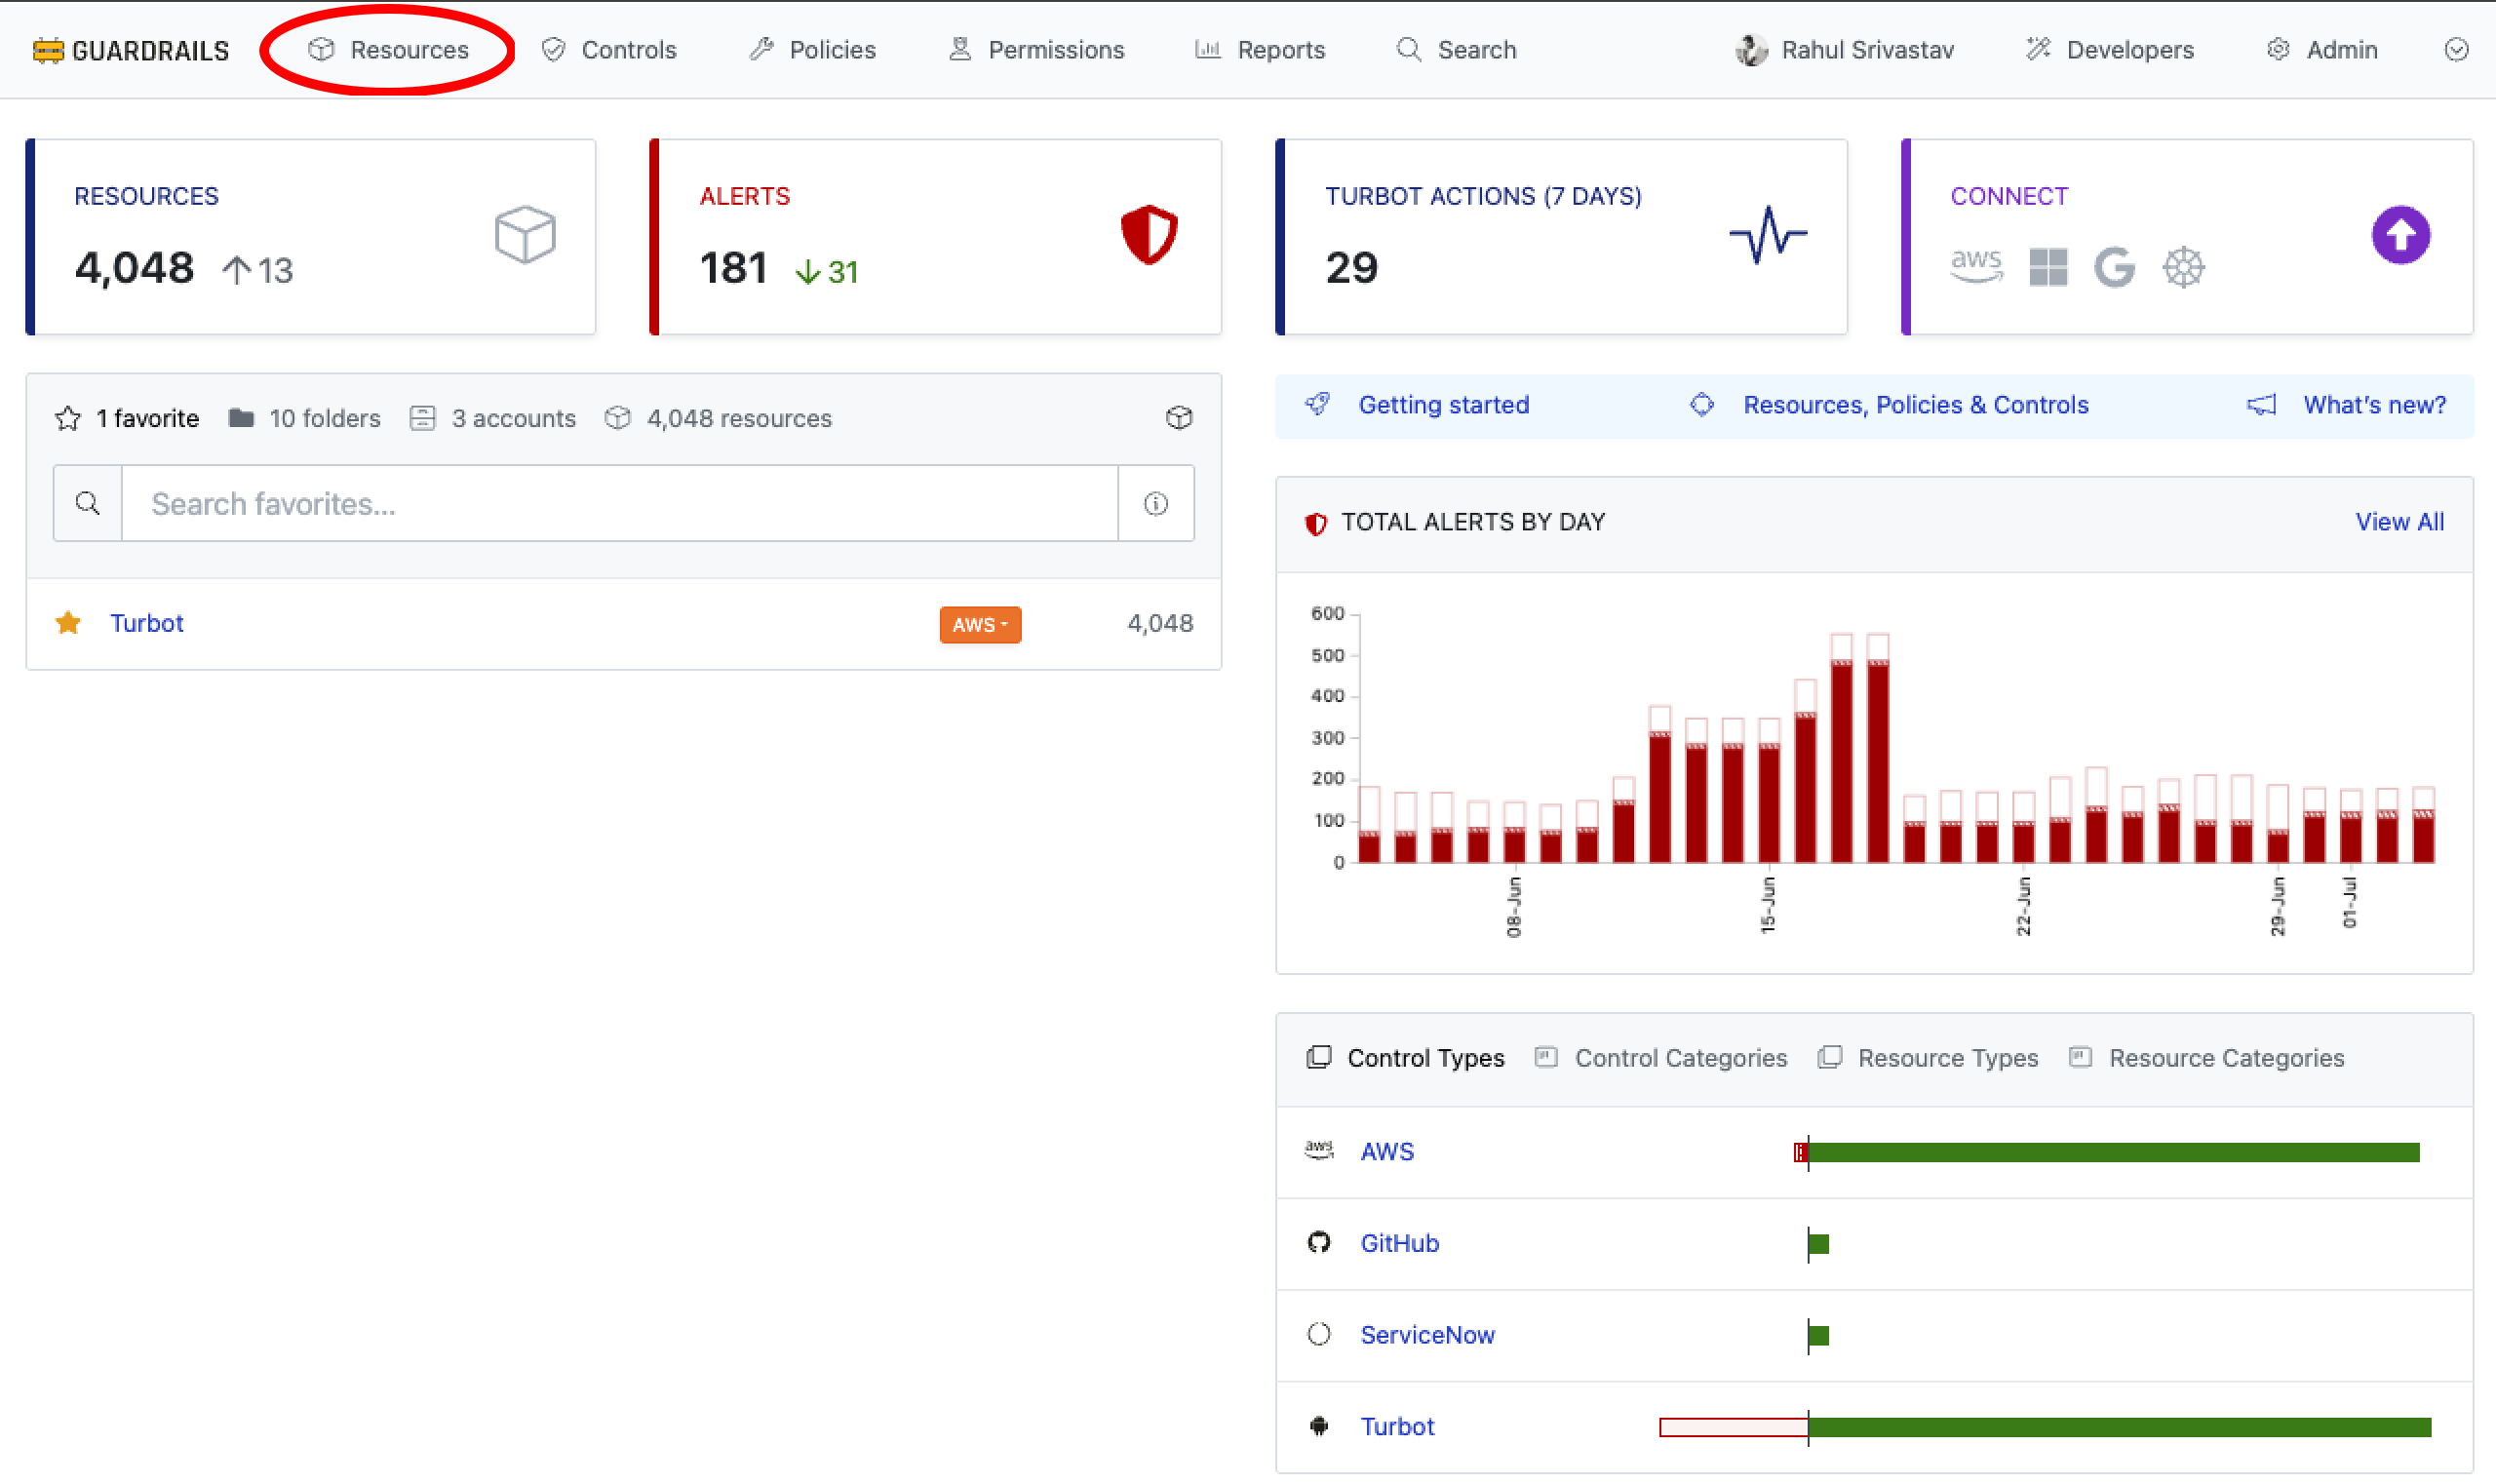 GUARDRAILS Resources Controls Policies Permissions Reports Search Rahul Srivastav Developers Admin
RESOURCES
4,048 13
ALERTS
181 31
TURBOT ACTIONS (7 DAYS)
29
CONNECT
aws
1 favorite 10 folders 3 accounts 4,048 resources
Search favorites...
Turbot AWS 4,048
Getting started Resources, Policies & Controls What's new?
TOTAL ALERTS BY DAY View All
600
500
400
300
200
100
0
08-Jun 15-Jun 22-Jun 29-Jun 01-Jul
Control Types Control Categories Resource Types Resource Categories
aws AWS
GitHub
ServiceNow
Turbot